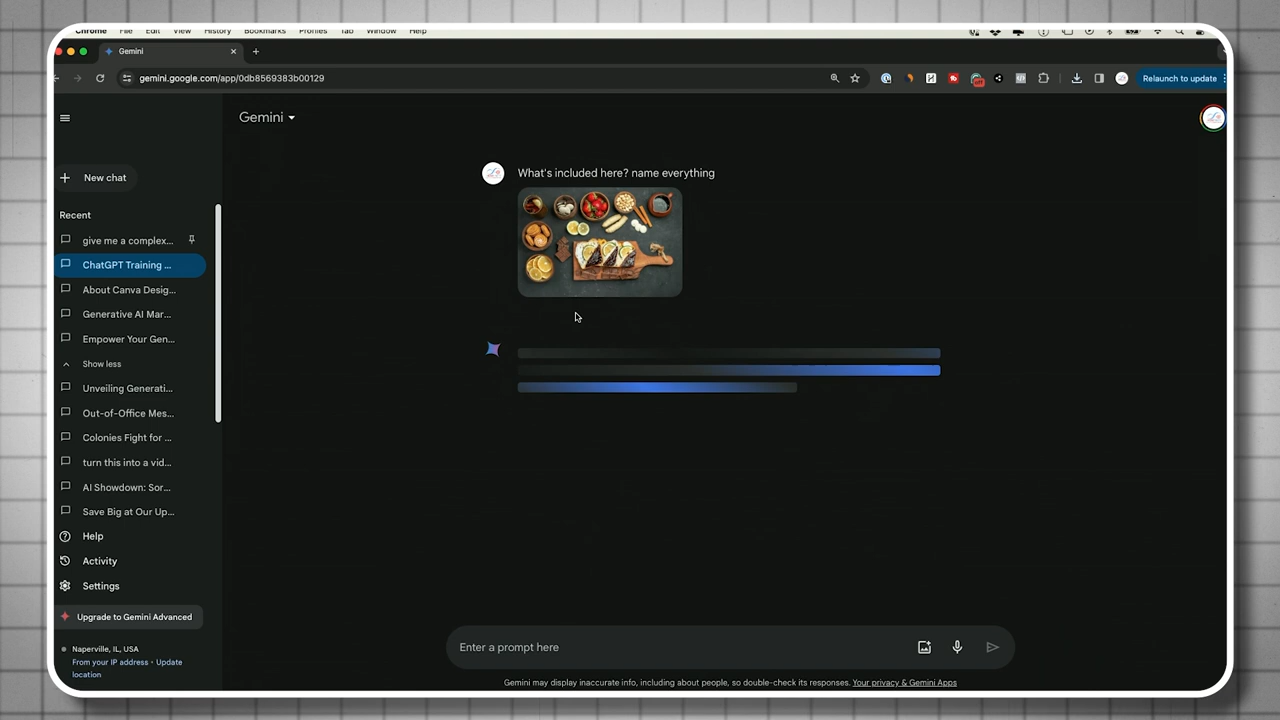 Chrome File Edit View History Bookmarks Profiles Tab Window Help
Gemini
gemini.google.com/app/0db8569383b00129
Relaunch to update
Gemini
New chat
Recent
give me a complex...
ChatGPT Training ...
About Canva Desig...
Generative AI Mar...
Empower Your Gen...
Show less
Unveiling Generati...
Out-of-Office Mes...
Colonies Fight for ...
turn this into a vid...
AI Showdown: Sor...
Save Big at Our Up...
Help
Activity
Settings
Upgrade to Gemini Advanced
Naperville, IL, USA
From your IP address • Update
location
What's included here? name everything
Enter a prompt here
Gemini may display inaccurate info, including about people, so double-check its responses. Your privacy & Gemini Apps